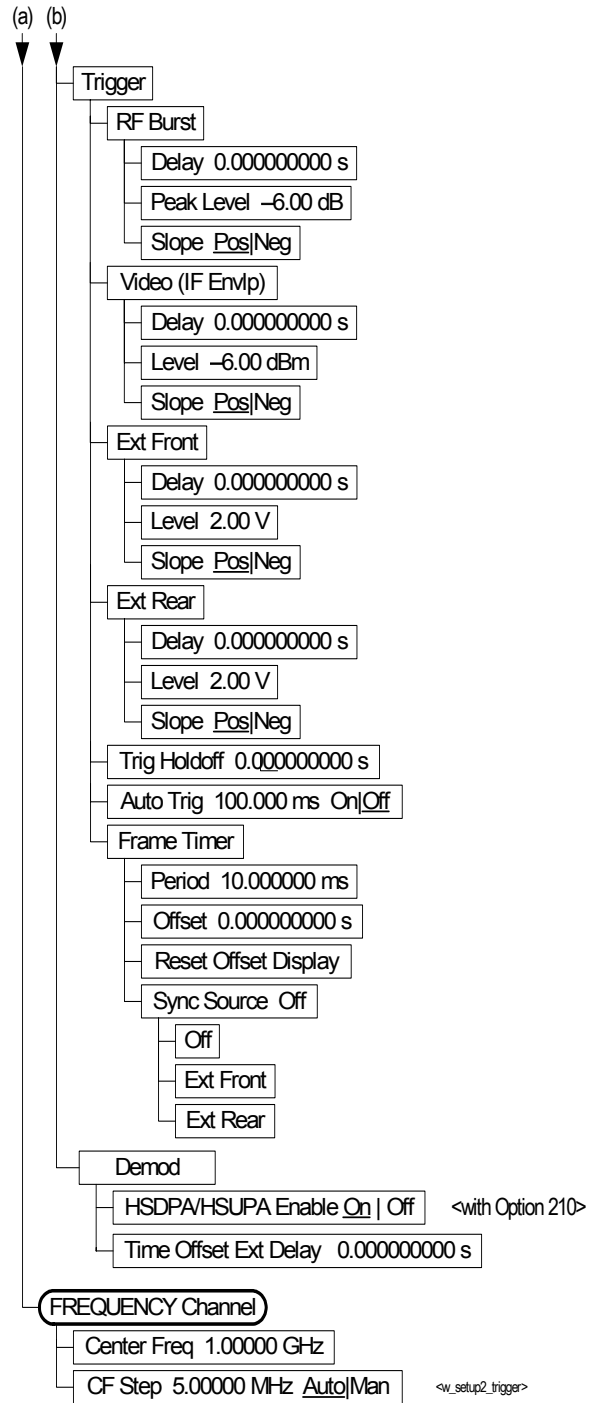 (a) (b)
Trigger
RF Burst
Delay 0.000000000 s
Peak Level –6.00 dB
Slope Pos|Neg
Video (IF Envlp)
Delay 0.000000000 s
Level –6.00 dBm
Slope Pos|Neg
Ext Front
Delay 0.000000000 s
Level 2.00 V
Slope Pos|Neg
Ext Rear
Delay 0.000000000 s
Level 2.00 V
Slope Pos|Neg
Trig Holdoff 0.000000000 s
Auto Trig 100.000 ms On|Off
Frame Timer
Period 10.000000 ms
Offset 0.000000000 s
Reset Offset Display
Sync Source Off
Off
Ext Front
Ext Rear
Demod
HSDPA/HSUPA Enable On | Off <with Option 210>
Time Offset Ext Delay 0.000000000 s
FREQUENCY Channel
Center Freq 1.00000 GHz
CF Step 5.00000 MHz Auto|Man <w_setup2_trigger>